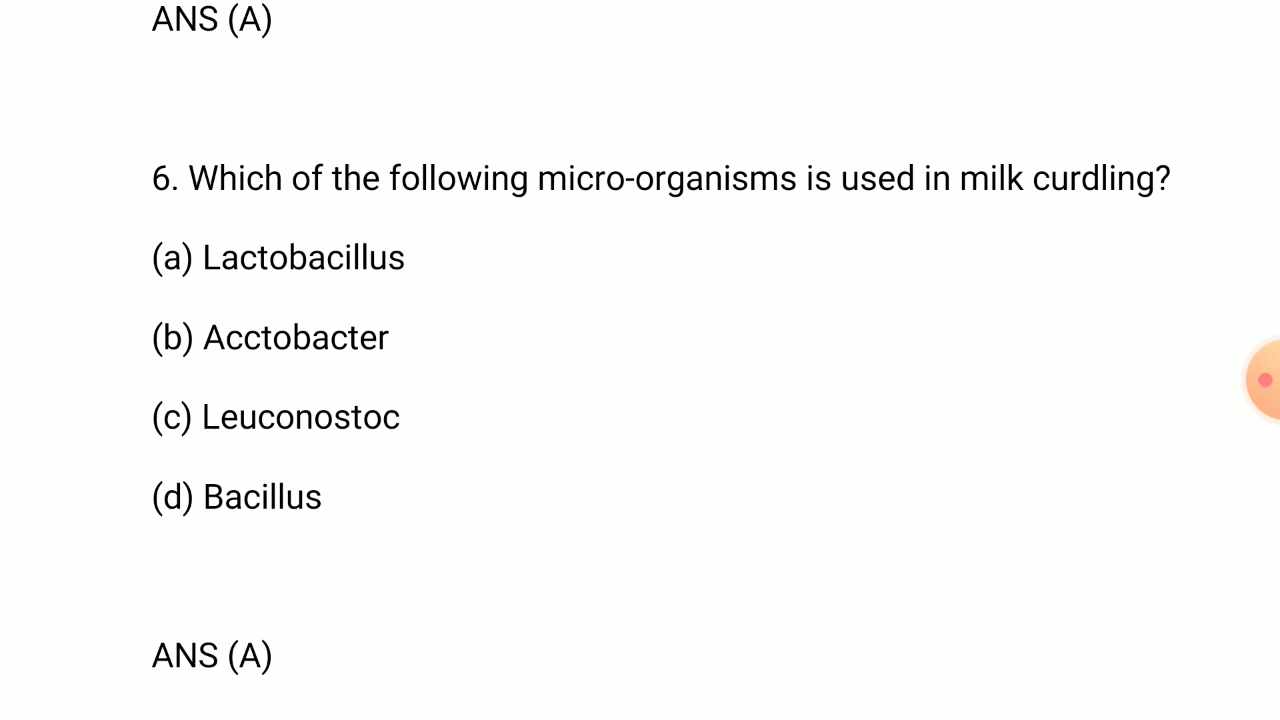 ANS (A)
6. Which of the following micro-organisms is used in milk curdling?
(a) Lactobacillus
(b) Acctobacter
(c) Leuconostoc
(d) Bacillus
ANS (A)